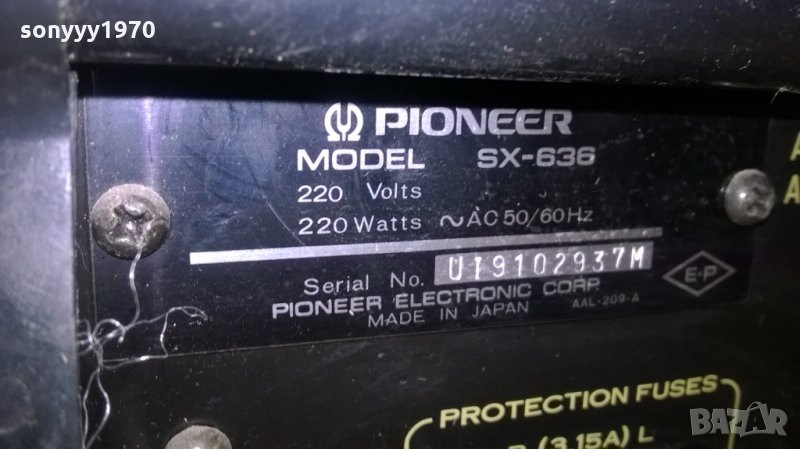 sonyyy1970
PIONEER
MODEL SX-636
220 Volts
220 Watts ~AC 50/60Hz
Serial No. UI9102937M
PIONEER ELECTRONIC CORP.
MADE IN JAPAN AAL-209-A
E-P
A
A
PROTECTION FUSES
(3.15A) L
BAZAR